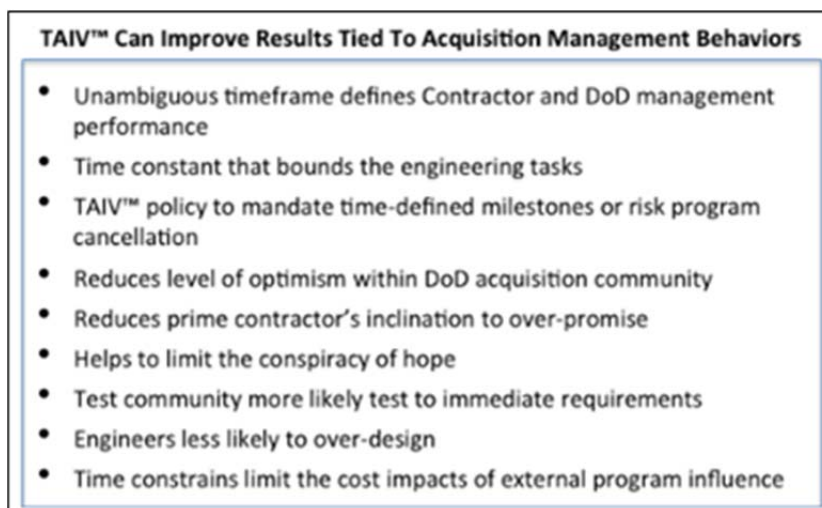 TAIV™ Can Improve Results Tied To Acquisition Management Behaviors
• Unambiguous timeframe defines Contractor and DoD management
performance
• Time constant that bounds the engineering tasks
• TAIV™ policy to mandate time-defined milestones or risk program
cancellation
• Reduces level of optimism within DoD acquisition community
• Reduces prime contractor's inclination to over-promise
• Helps to limit the conspiracy of hope
• Test community more likely test to immediate requirements
• Engineers less likely to over-design
• Time constrains limit the cost impacts of external program influence